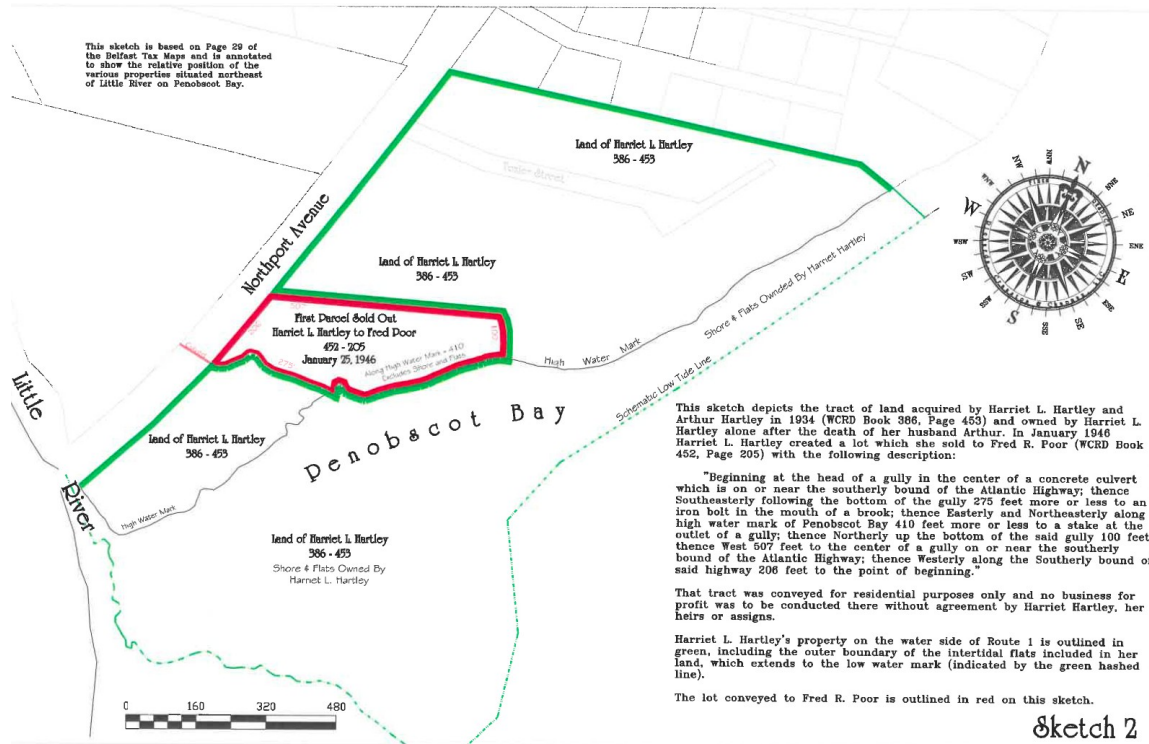 This sketch is based on Page 29 of
the Belfast Tax Maps and is annotated
to show the relative position of the
various properties situated northeast
of Little River on Penobscot Bay.
Land of Harriet L. Hartley
386 - 453
Foster Street
Northport Avenue
Land of Harriet L. Hartley
386 - 453
First Parcel Sold Out
Harriet L. Hartley to Fred Poor
452 - 205
January 25, 1946
Along High Water Mark = 410
Excludes Shore and Flats
275
100
High Water Mark
Shore & Flats Ownded By Harriet Hartley
Schematic Low Tide Line
Penobscot Bay
Little River
Land of Harriet L. Hartley
386 - 453
High Water Mark
Land of Harriet L. Hartley
386 - 453
Shore & Flats Owned By
Harriet L. Hartley
0 160 320 480
N
NNE
NE
ENE
E
ESE
SE
SSE
S
SSW
SW
WSW
W
WNW
NW
NNW
This sketch depicts the tract of land acquired by Harriet L. Hartley and
Arthur Hartley in 1934 (WCRD Book 386, Page 453) and owned by Harriet L.
Hartley alone after the death of her husband Arthur. In January 1946
Harriet L. Hartley created a lot which she sold to Fred R. Poor (WCRD Book
452, Page 205) with the following description:
"Beginning at the head of a gully in the center of a concrete culvert
which is on or near the southerly bound of the Atlantic Highway; thence
Southeasterly following the bottom of the gully 275 feet more or less to an
iron bolt in the mouth of a brook; thence Easterly and Northeasterly along
high water mark of Penobscot Bay 410 feet more or less to a stake at the
outlet of a gully; thence Northerly up the bottom of the said gully 100 feet
thence West 507 feet to the center of a gully on or near the southerly
bound of the Atlantic Highway; thence Westerly along the Southerly bound of
said highway 206 feet to the point of beginning."
That tract was conveyed for residential purposes only and no business for
profit was to be conducted there without agreement by Harriet Hartley, her
heirs or assigns.
Harriet L. Hartley's property on the water side of Route 1 is outlined in
green, including the outer boundary of the intertidal flats included in her
land, which extends to the low water mark (indicated by the green hashed
line).
The lot conveyed to Fred R. Poor is outlined in red on this sketch.
Sketch 2